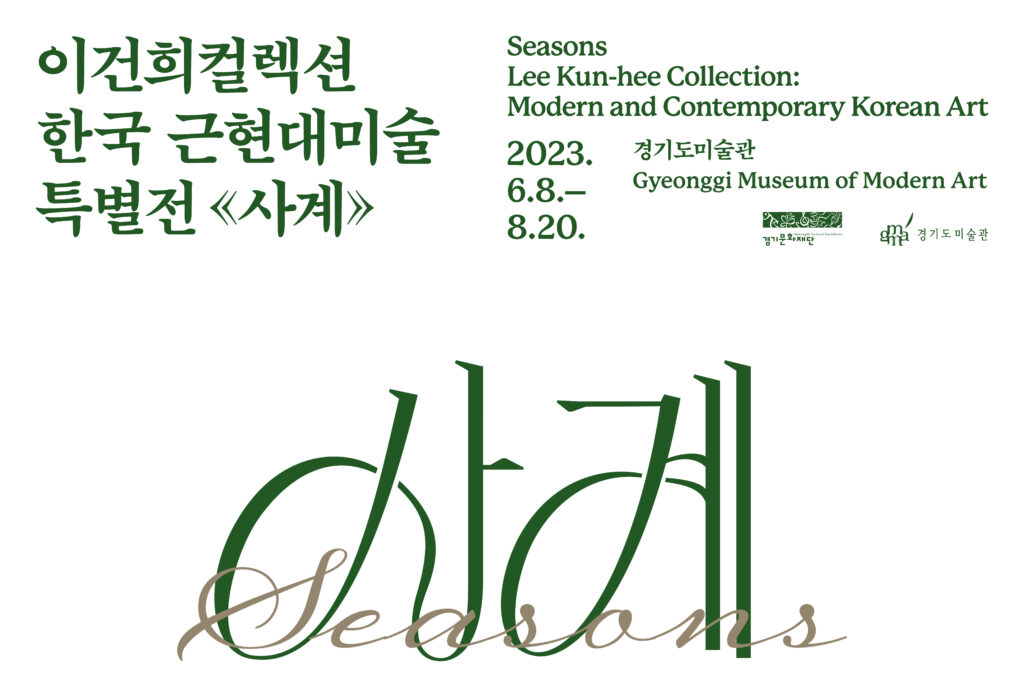 이건희컬렉션
한국 근현대미술
특별전 《사계》
Seasons
Lee Kun-hee Collection:
Modern and Contemporary Korean Art
2023.
6.8.–
8.20.
경기도미술관
Gyeonggi Museum of Modern Art
Gyeonggi Cultural Foundation
경기문화재단
gmma
경기도미술관
사계
Seasons